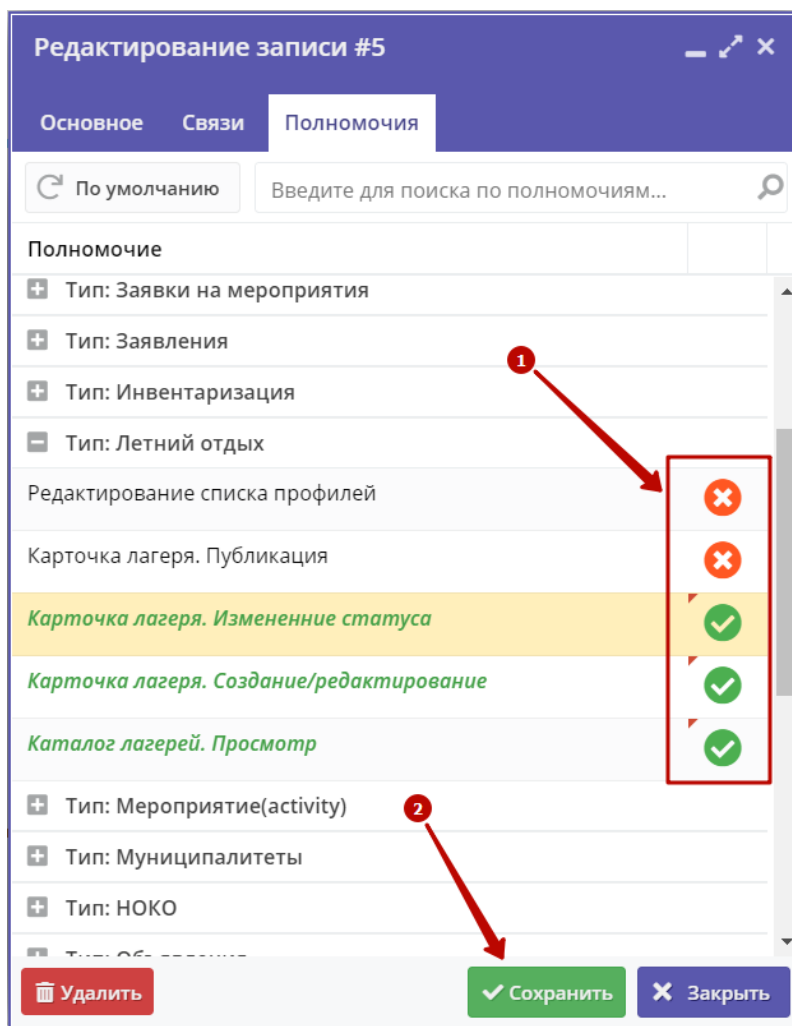 Редактирование записи #5
Основное Связи Полномочия
По умолчанию Введите для поиска по полномочиям...
Полномочие
Тип: Заявки на мероприятия
Тип: Заявления
1
Тип: Инвентаризация
Тип: Летний отдых
Редактирование списка профилей
Карточка лагеря. Публикация
Карточка лагеря. Измененние статуса
Карточка лагеря. Создание/редактирование
Каталог лагерей. Просмотр
Тип: Мероприятие(activity)
2
Тип: Муниципалитеты
Тип: НОКО
Удалить Сохранить Закрыть